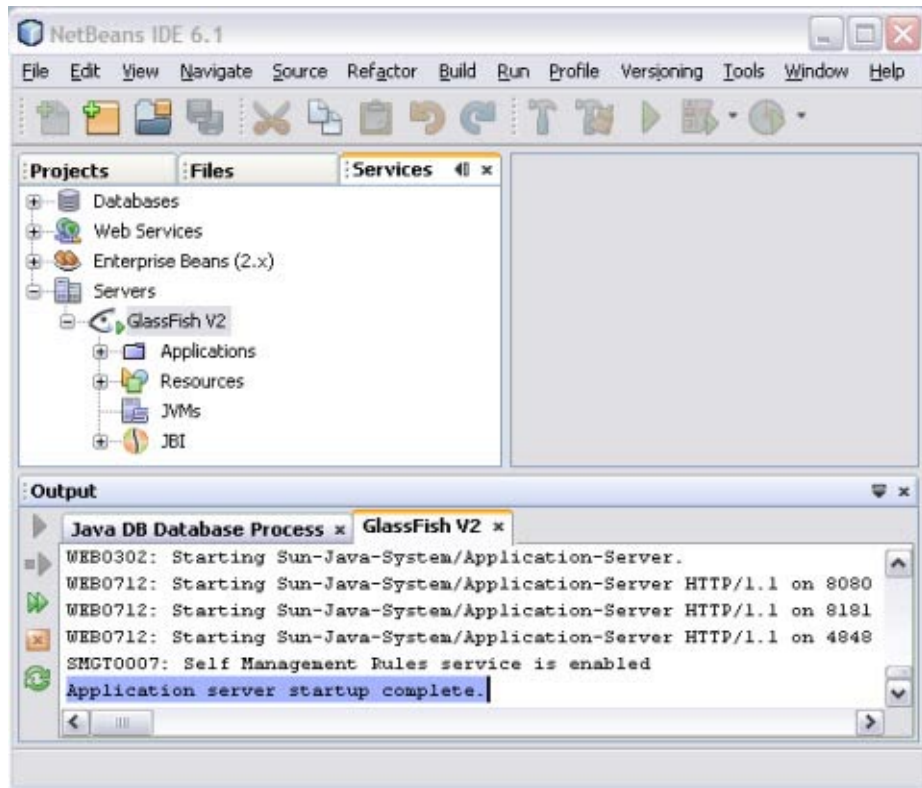 NetBeans IDE 6.1
File Edit View Navigate Source Refactor Build Run Profile Versioning Tools Window Help
Projects Files Services
Databases
Web Services
Enterprise Beans (2.x)
Servers
GlassFish V2
Applications
Resources
JVMs
JBI
Output
Java DB Database Process GlassFish V2
WEB0302: Starting Sun-Java-System/Application-Server.
WEB0712: Starting Sun-Java-System/Application-Server HTTP/1.1 on 8080
WEB0712: Starting Sun-Java-System/Application-Server HTTP/1.1 on 8181
WEB0712: Starting Sun-Java-System/Application-Server HTTP/1.1 on 4848
SMGT0007: Self Management Rules service is enabled
Application server startup complete.